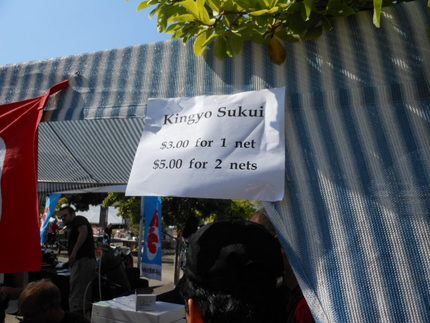 Kingyo Sukui
$3.00 for 1 net
$5.00 for 2 nets